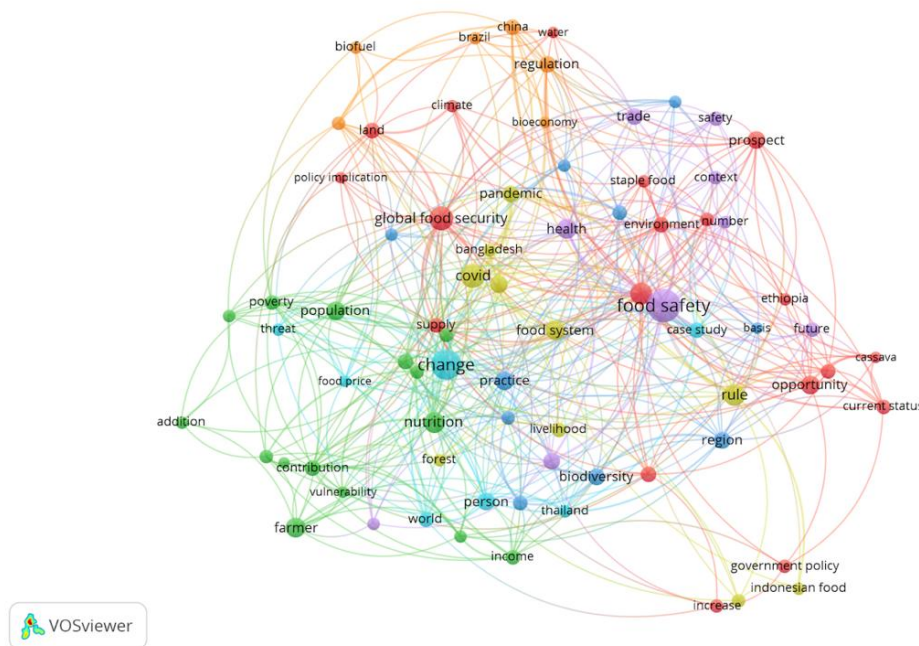 china
water
brazil
biofuel
regulation
climate
bioeconomy
trade
safety
land
prospect
policy implication
staple food
context
pandemic
global food security
environment
number
health
bangladesh
covid
poverty
population
food safety
ethiopia
threat
supply
food system
case study
basis
future
change
food price
practice
cassava
opportunity
rule
current status
addition
nutrition
livelihood
region
forest
contribution
biodiversity
vulnerability
person
world
thailand
farmer
income
government policy
indonesian food
increase
VOSviewer